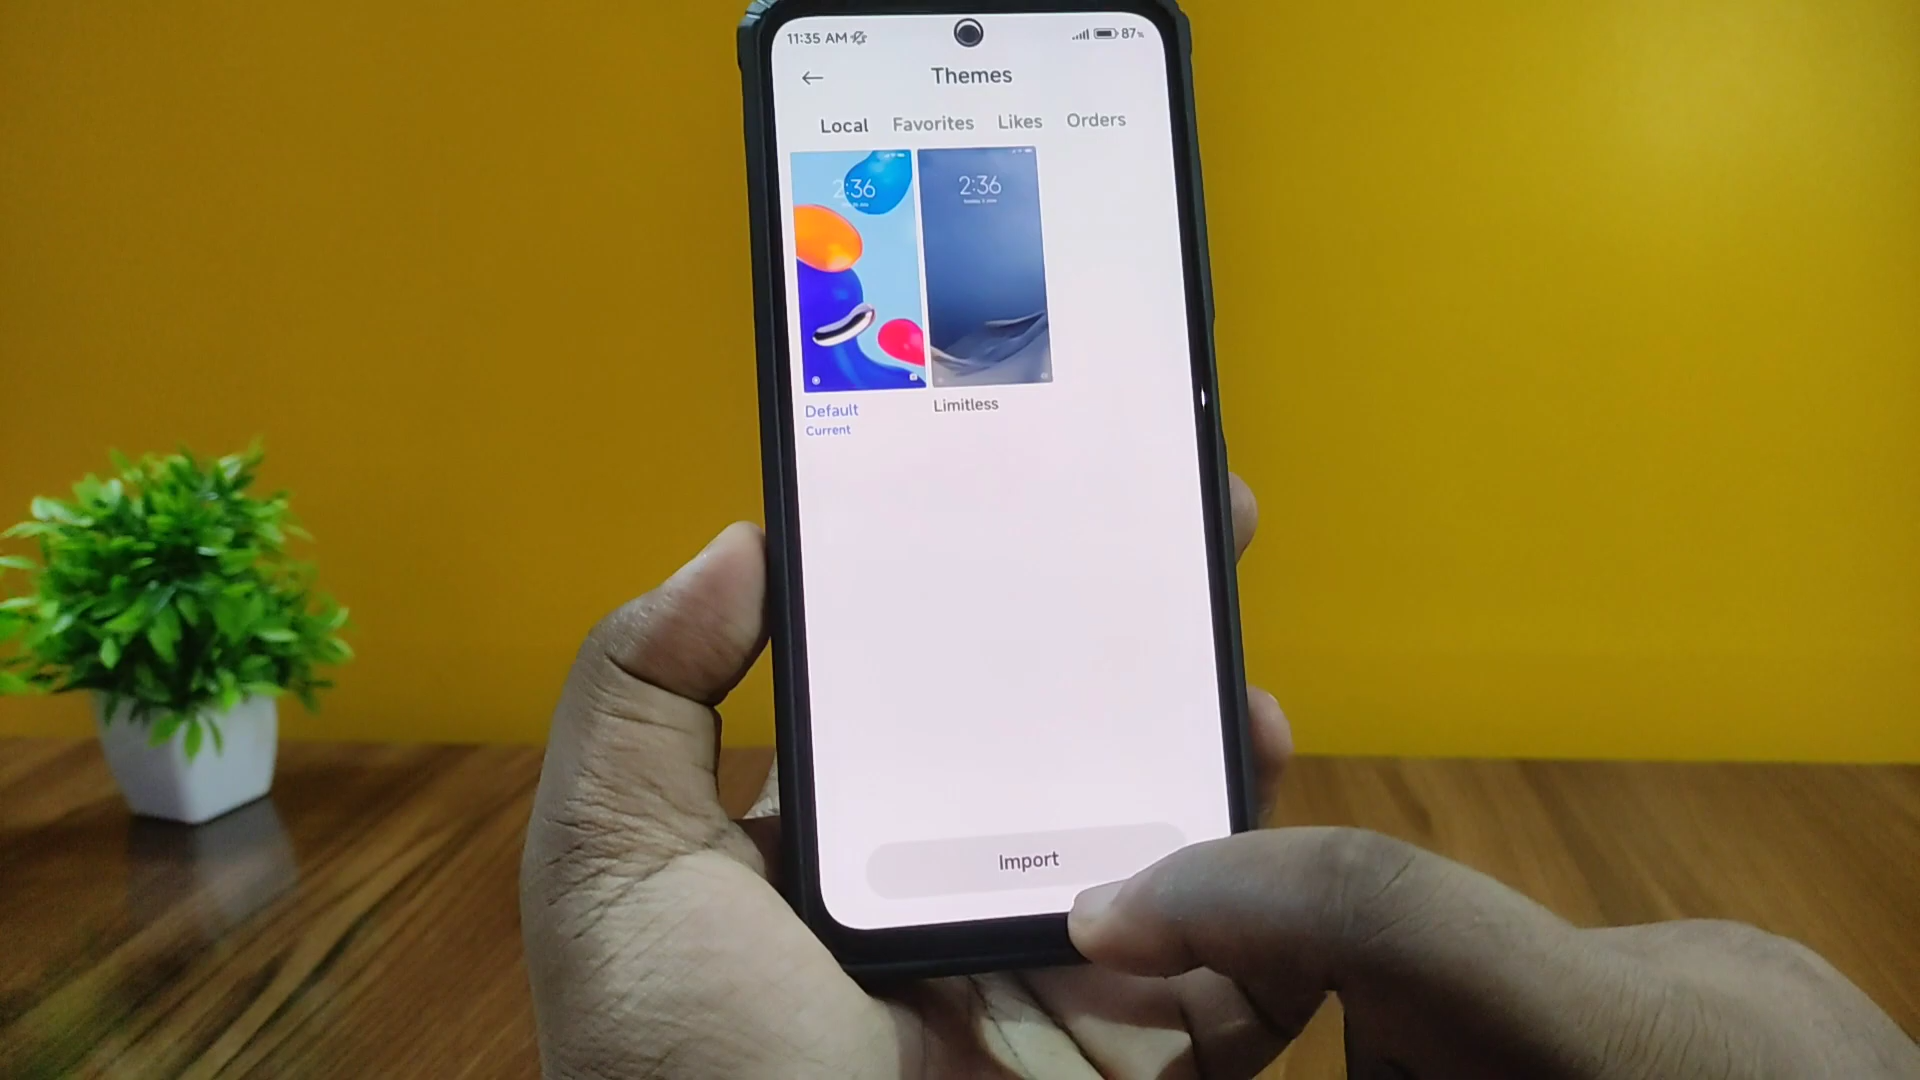 11:35 AM
87%
Themes
Local Favorites Likes Orders
2:36
2:36
Default
Current
Limitless
Import